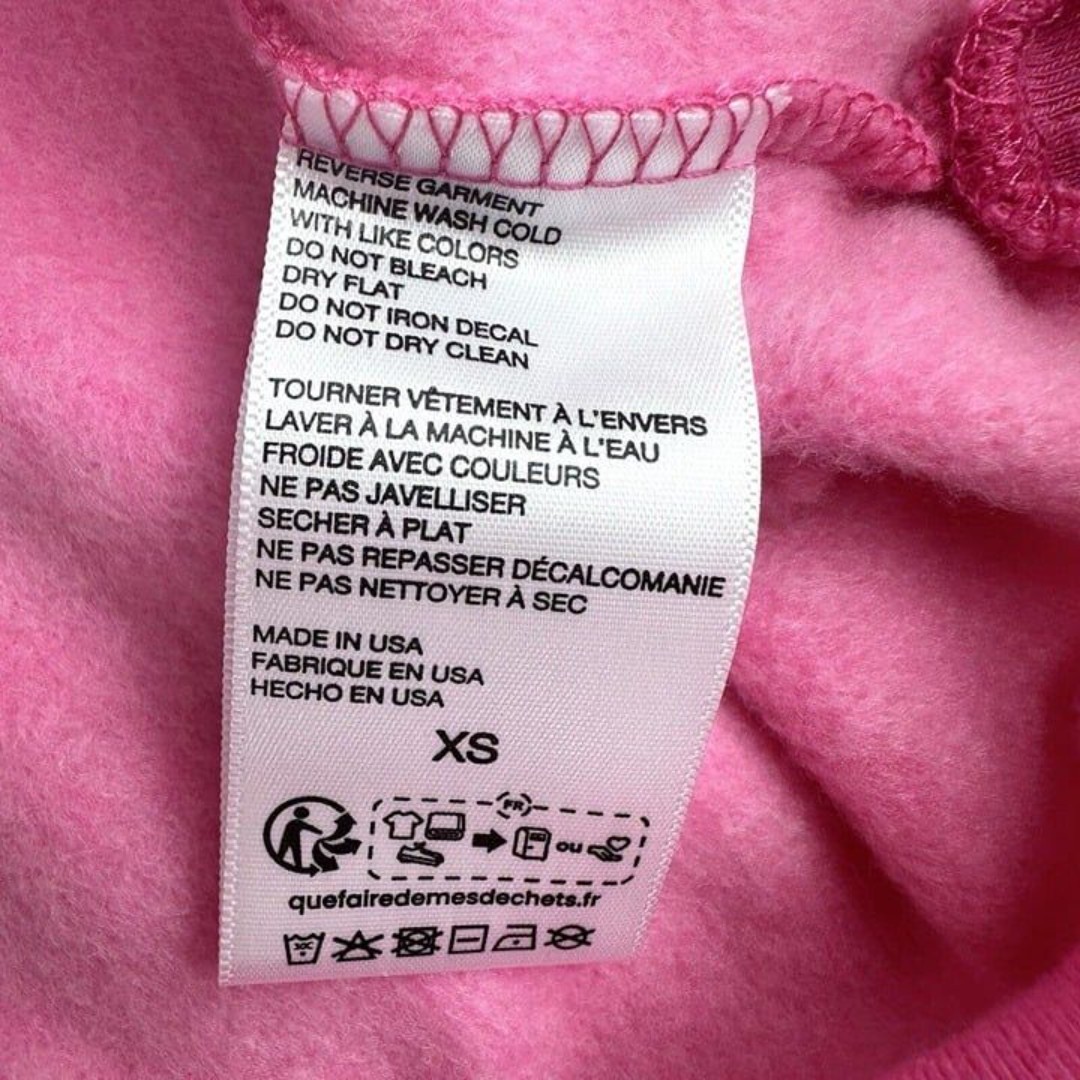 REVERSE GARMENT
MACHINE WASH COLD
WITH LIKE COLORS
DO NOT BLEACH
DRY FLAT
DO NOT IRON DECAL
DO NOT DRY CLEAN
TOURNER VÊTEMENT À L'ENVERS
LAVER À LA MACHINE À L'EAU
FROIDE AVEC COULEURS
NE PAS JAVELLISER
SECHER À PLAT
NE PAS REPASSER DÉCALCOMANIE
NE PAS NETTOYER À SEC
MADE IN USA
FABRIQUE EN USA
HECHO EN USA
XS
FR
ou
quefairedemesdechets.fr